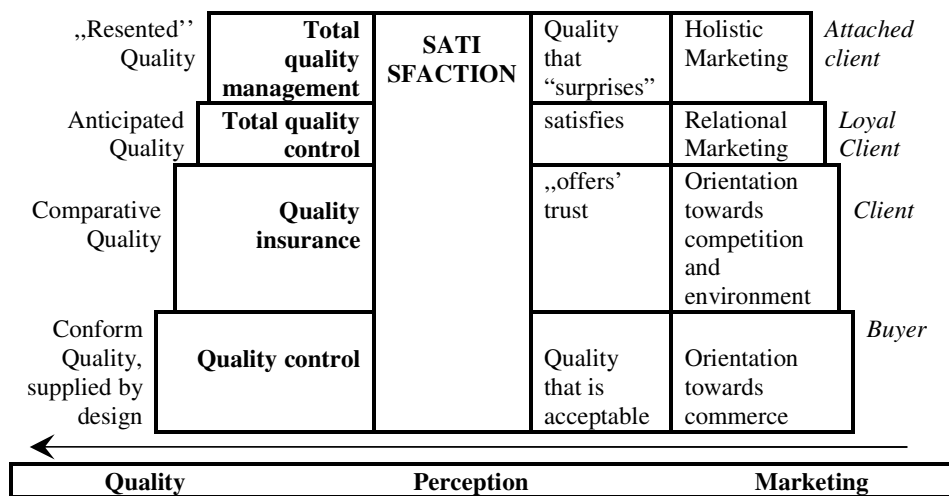 ,,Resented’’
Quality
Total
quality
management
SATI
SFACTION
Quality
that
“surprises”
Holistic
Marketing
Attached
client
Anticipated
Quality
Total quality
control
satisfies
Relational
Marketing
Loyal
Client
Comparative
Quality
Quality
insurance
,,offers’
trust
Orientation
towards
competition
and
environment
Client
Conform
Quality,
supplied by
design
Quality control
Quality
that is
acceptable
Orientation
towards
commerce
Buyer
Quality
Perception
Marketing